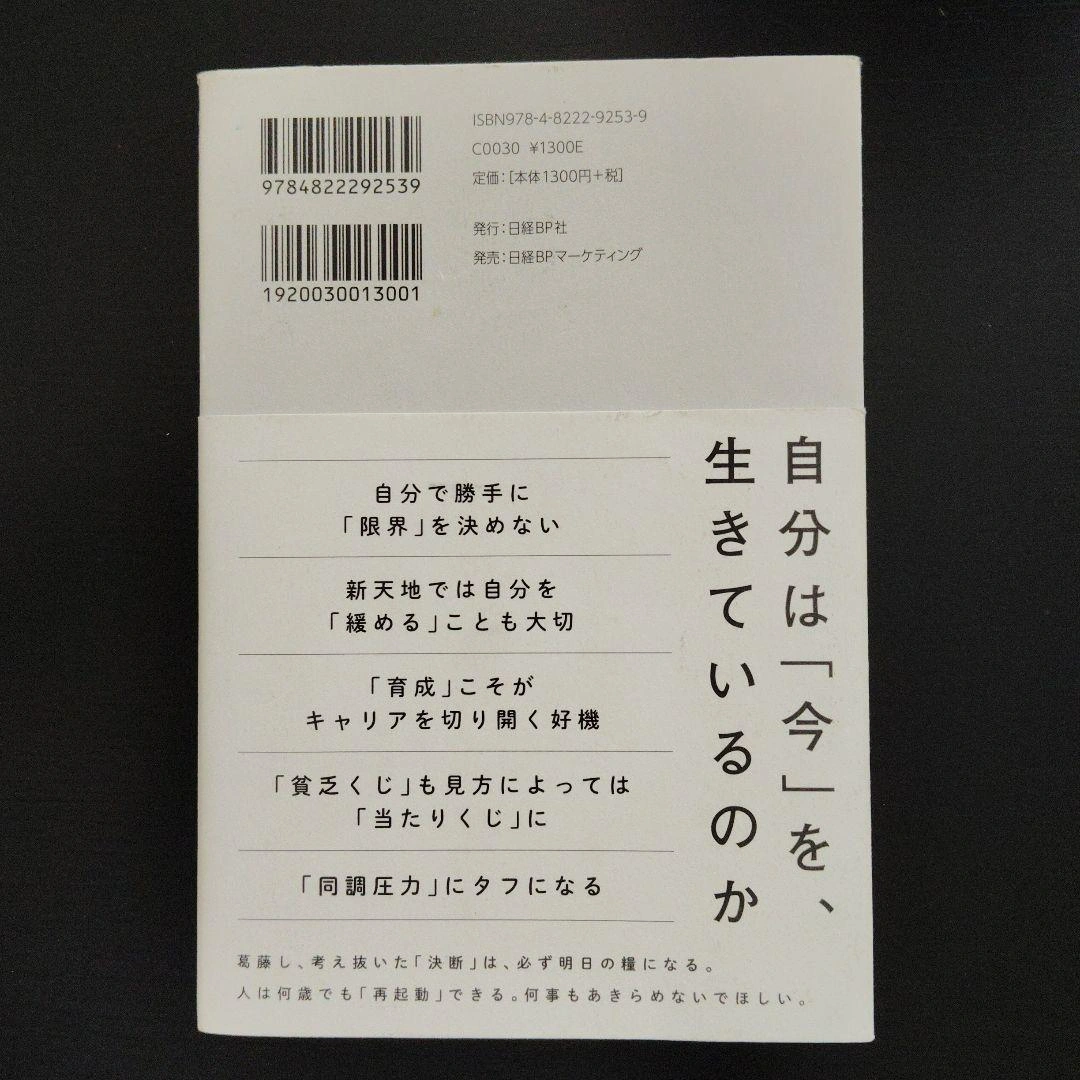 ISBN978-4-8222-9253-9
C0030 ¥1300E
定価：［本体1300円＋税］
発行：日経BP社
発売：日経BPマーケティング
9784822292539
1920030013001
自分は「今」を、
生きているのか
自分で勝手に
「限界」を決めない
新天地では自分を
「緩める」ことも大切
「育成」こそが
キャリアを切り開く好機
「貧乏くじ」も見方によっては
「当たりくじ」に
「同調圧力」にタフになる
葛藤し、考え抜いた「決断」は、必ず明日の糧になる。
人は何歳でも「再起動」できる。何事もあきらめないでほしい。